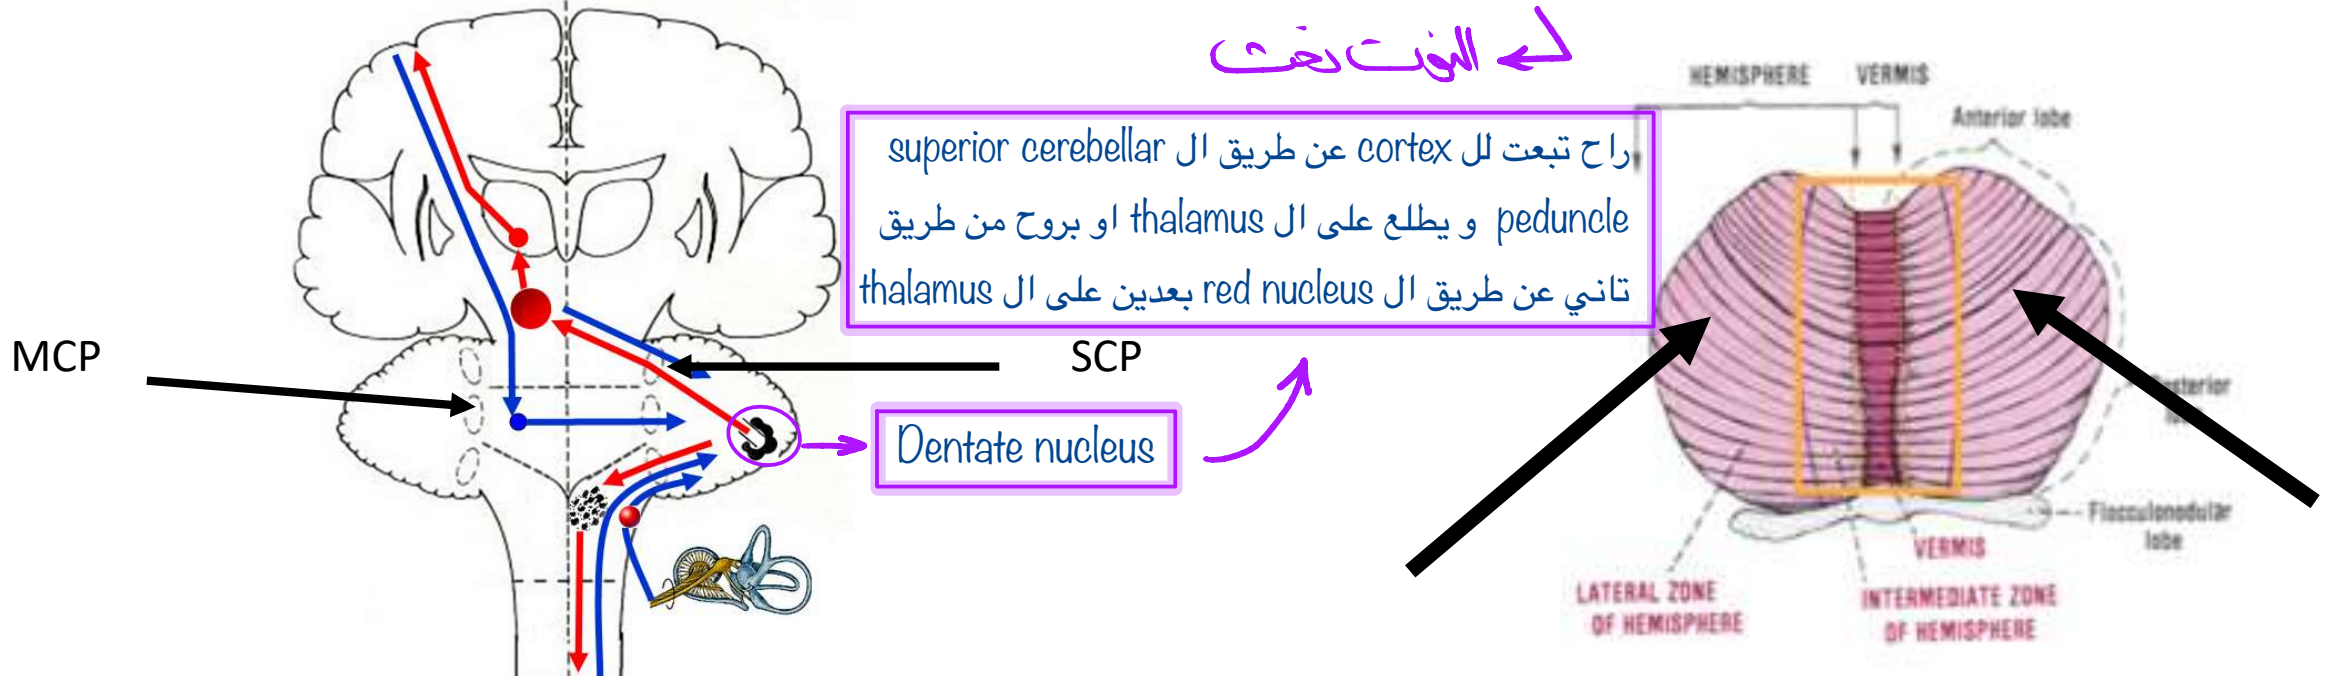 MCP
SCP
Dentate nucleus
راح تبعت لل cortex عن طريق ال superior cerebellar
peduncle و يطلع على ال thalamus او بروح من طريق
تاني عن طريق ال red nucleus بعدين على ال thalamus
HEMISPHERE VERMIS
Anterior lobe
Posterior
Flocculonodular
lobe
VERMIS
LATERAL ZONE
OF HEMISPHERE
INTERMEDIATE ZONE
OF HEMISPHERE